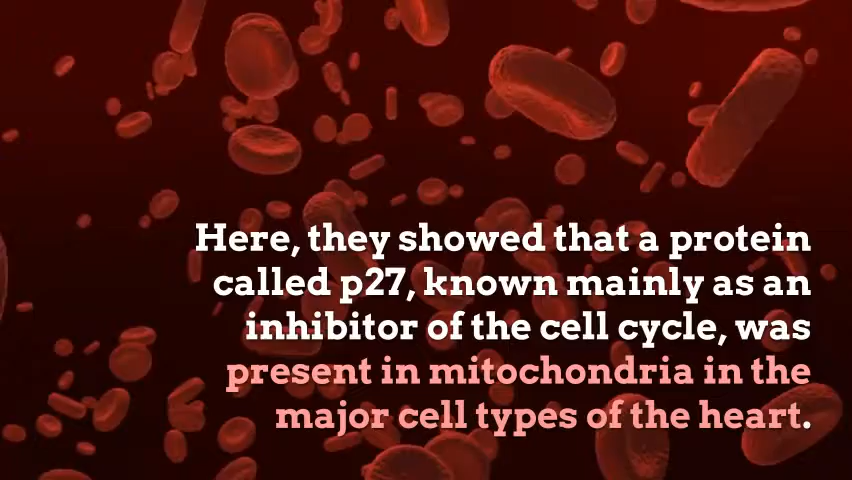 Here, they showed that a protein
called p27, known mainly as an
inhibitor of the cell cycle, was
present in mitochondria in the
major cell types of the heart.